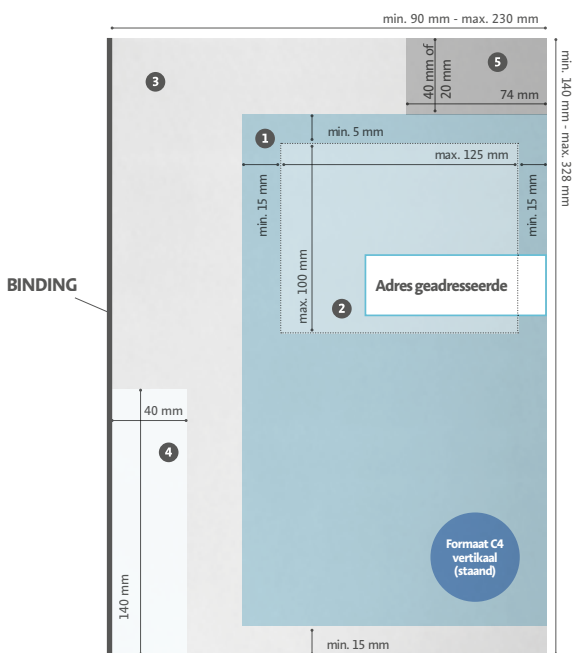 min. 90 mm - max. 230 mm
3
5
40 mm of
20 mm
74 mm
min. 140 mm - max. 328 mm
1
min. 5 mm
max. 125 mm
min. 15 mm
min. 15 mm
max. 100 mm
BINDING
Adres geadresseerde
2
40 mm
4
140 mm
Formaat C4
vertikaal
(staand)
min. 15 mm